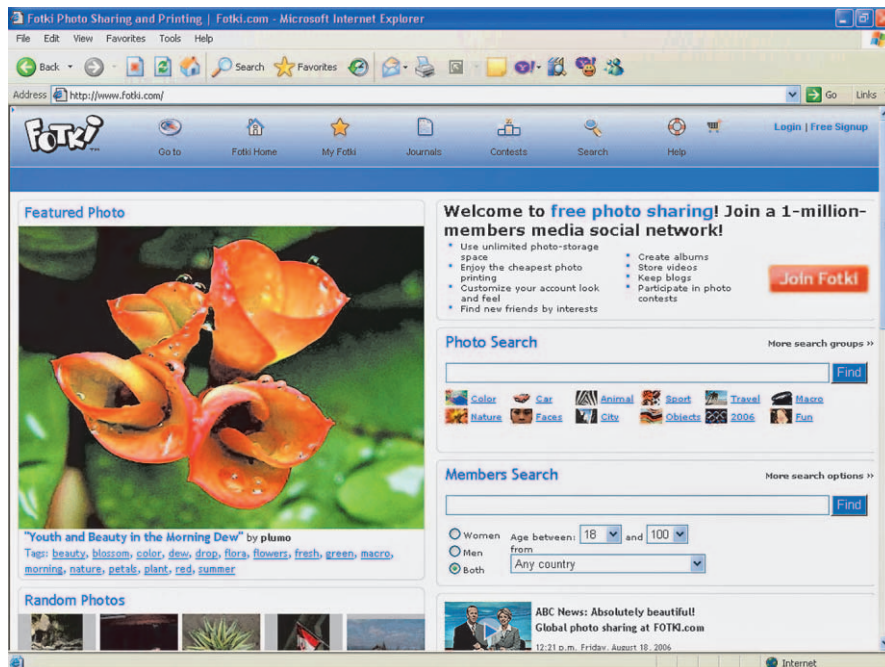 Fotki Photo Sharing and Printing | Fotki.com - Microsoft Internet Explorer
File Edit View Favorites Tools Help
Back Search Favorites
Address http://www.fotki.com/ Go Links
FOTKI
Go to Fotki Home My Fotki Journals Contests Search Help
Login | Free Signup
Featured Photo
"Youth and Beauty in the Morning Dew" by plumo
Tags: beauty, blossom, color, dew, drop, flora, flowers, fresh, green, macro,
morning, nature, petals, plant, red, summer
Random Photos
Welcome to free photo sharing! Join a 1-million-
members media social network!
Use unlimited photo-storage
space
Enjoy the cheapest photo
printing
Customize your account look
and feel
Find new friends by interests
Create albums
Store videos
Keep blogs
Participate in photo
contests
Join Fotki
Photo Search More search groups »
Find
Color Car Animal Sport Travel Macro
Nature Faces City Objects 2006 Fun
Members Search More search options »
Find
Women Age between: 18 and 100
Men from
Both Any country
ABC News: Absolutely beautiful!
Global photo sharing at FOTKI.com
12:21 p.m. Friday, August 18, 2006
Internet